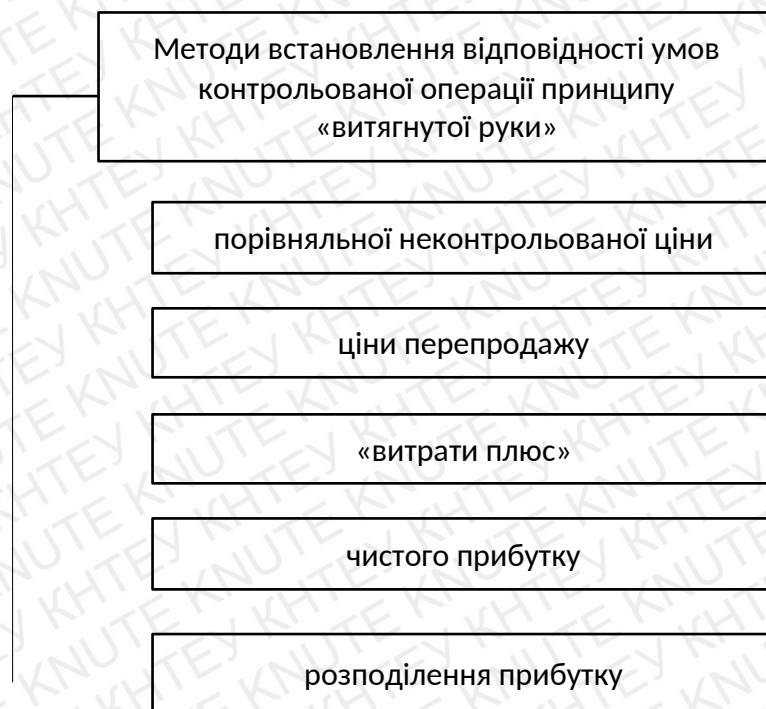 Методи встановлення відповідності умов
контрольованої операції принципу
«витягнутої руки»
порівняльної неконтрольованої ціни
ціни перепродажу
«витрати плюс»
чистого прибутку
розподілення прибутку